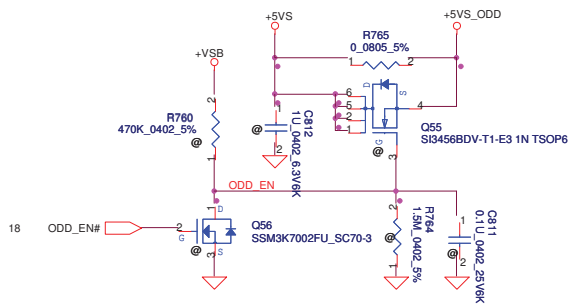 +5VS
+5VS_ODD
R765
0_0805_5%
1
2
+VSB
6
5
2
1
D
S
4
G
3
@
Q55
SI3456BDV-T1-E3 1N TSOP6
R760
470K_0402_5%
@
2
1
C812
1U_0402_6.3V6K
@
1
2
ODD_EN
18
ODD_EN#
2
G
1
D
S
3
@
Q56
SSM3K7002FU_SC70-3
R764
1.5M_0402_5%
@
2
1
C811
0.1U_0402_25V6K
@
1
2